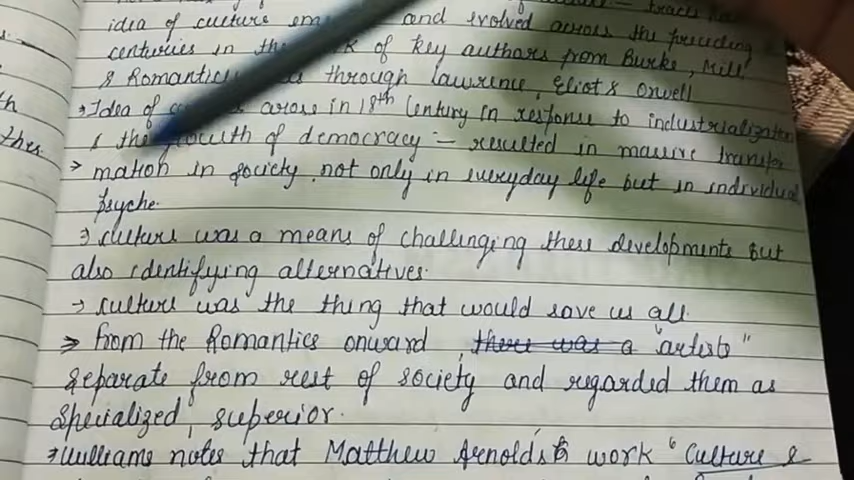 idea of culture and evolved across the preceding
centuries in the of key authors from Burke, Mill
& Romantics through Lawrence, Eliot & Orwell
→ Idea of arose in 18th Century in response to industrialization
& the growth of democracy – resulted in massive transfor
→ mation in society not only in everyday life but in individual
psyche.
→ culture was a means of challenging these developments but
also identifying alternatives.
→ culture was the thing that would save us all.
→ From the Romantics onward, there was a "artists"
separate from rest of society and regarded them as
specialized, superior.
→ Williams notes that Matthew Arnold's work "Culture &
th
thes